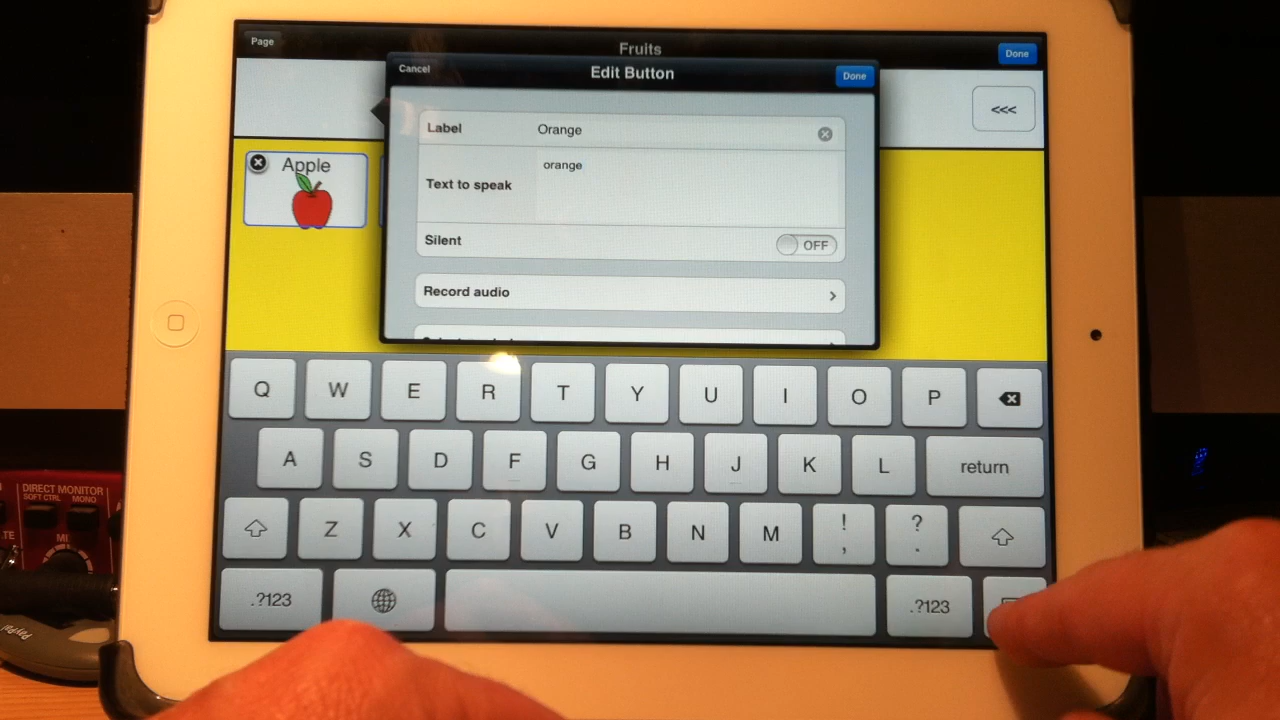 Page
Fruits
Done
Cancel
Edit Button
Done
<<<
Label
Orange
Apple
Text to speak
orange
Silent
OFF
Record audio
Q W E R T Y U I O P
A S D F G H J K L return
Z X C V B N M ! , ? .
.?123 .?123
DIRECT MONITOR
SOFT CTRL MONO
PayPal